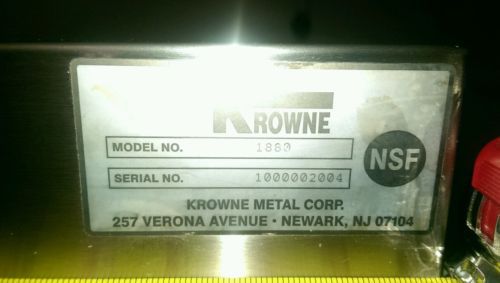 KROWNE
MODEL NO. 1880
SERIAL NO. 1000002004
NSF
KROWNE METAL CORP.
257 VERONA AVENUE • NEWARK, NJ 07104